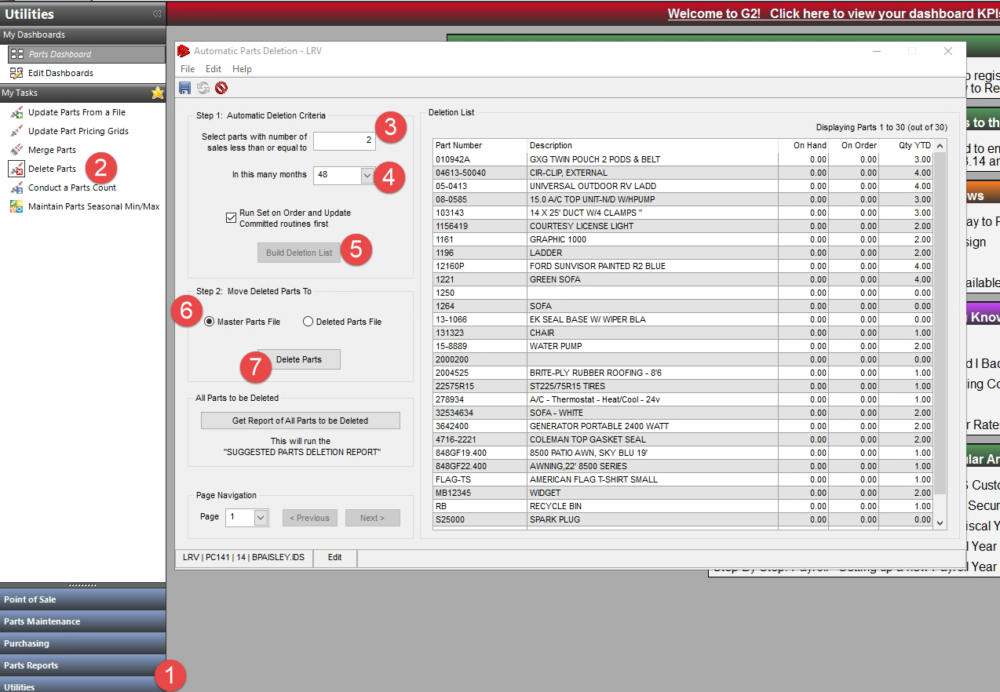 Utilities
«
Welcome to G2!   Click here to view your dashboard KPIs
My Dashboards
Parts Dashboard
Edit Dashboards
My Tasks
Update Parts From a File
Update Part Pricing Grids
Merge Parts
Delete Parts
2
Conduct a Parts Count
Maintain Parts Seasonal Min/Max
Automatic Parts Deletion - LRV
File Edit Help
Step 1: Automatic Deletion Criteria
3
Select parts with number of
sales less than or equal to
2
In this many months
48
4
Run Set on Order and Update
Committed routines first
Build Deletion List
5
Step 2: Move Deleted Parts To
6
Master Parts File
Deleted Parts File
7
Delete Parts
All Parts to be Deleted
Get Report of All Parts to be Deleted
This will run the
"SUGGESTED PARTS DELETION REPORT"
Page Navigation
Page 1 < Previous Next >
Deletion List
Displaying Parts 1 to 30 (out of 30)
Part Number Description On Hand On Order Qty YTD
010942A GXG TWIN POUCH 2 PODS & BELT 0.00 0.00 3.00
04613-50040 CIR-CLIP, EXTERNAL 0.00 0.00 4.00
05-0413 UNIVERSAL OUTDOOR RV LADD 0.00 0.00 4.00
08-0585 15.0 A/C TOP UNIT-N/D W/HPUMP 0.00 0.00 3.00
103143 14 X 25' DUCT W/4 CLAMPS " 0.00 0.00 3.00
1156419 COURTESY LICENSE LIGHT 0.00 0.00 2.00
1161 GRAPHIC 1000 0.00 0.00 2.00
1196 LADDER 0.00 0.00 2.00
12160P FORD SUNVISOR PAINTED R2 BLUE 0.00 0.00 4.00
1221 GREEN SOFA 0.00 0.00 4.00
1250 0.00 0.00 0.00
1264 SOFA 0.00 0.00 0.00
13-1066 EK SEAL BASE W/ WIPER BLA 0.00 0.00 0.00
131323 CHAIR 0.00 0.00 1.00
15-8889 WATER PUMP 0.00 0.00 2.00
2000200 0.00 0.00 0.00
2004525 BRITE-PLY RUBBER ROOFING - 8'6 0.00 0.00 1.00
22575R15 ST225/75R15 TIRES 0.00 0.00 1.00
278934 A/C - Thermostat - Heat/Cool - 24v 0.00 0.00 1.00
32534634 SOFA - WHITE 0.00 0.00 2.00
3642400 GENERATOR PORTABLE 2400 WATT 0.00 0.00 2.00
4716-2221 COLEMAN TOP GASKET SEAL 0.00 0.00 2.00
848GF19.400 8500 PATIO AWN, SKY BLU 19' 0.00 0.00 1.00
848GF22.400 AWNING,22' 8500 SERIES 0.00 0.00 1.00
FLAG-TS AMERICAN FLAG T-SHIRT SMALL 0.00 0.00 1.00
MB12345 WIDGET 0.00 0.00 2.00
RB RECYCLE BIN 0.00 0.00 1.00
S25000 SPARK PLUG 0.00 0.00 0.00
LRV | PC141 | 14 | BPAISLEY.IDS Edit
o regis
y to Re
s to th
d to en
3.14 an
ws
ay to P
sign
ailable
Know
d I Bac
ing Co
r Rate
ular Ar
S Custo
Secur
iscal Y
l Year
Step By Step: Payroll - Setting up a new Payroll Year
Point of Sale
Parts Maintenance
Purchasing
Parts Reports
1
Utilities